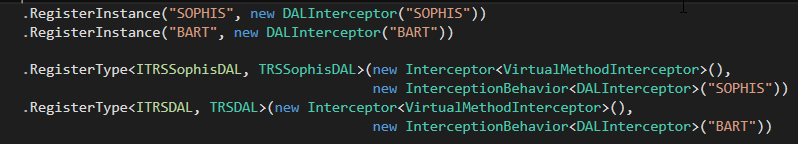 .RegisterInstance("SOPHIS", new DALInterceptor("SOPHIS"))
.RegisterInstance("BART", new DALInterceptor("BART"))
.RegisterType<ITRSSophisDAL, TRSSophisDAL>(new Interceptor<VirtualMethodInterceptor>(),
new InterceptionBehavior<DALInterceptor>("SOPHIS"))
.RegisterType<ITRSDAL, TRSDAL>(new Interceptor<VirtualMethodInterceptor>(),
new InterceptionBehavior<DALInterceptor>("BART"))